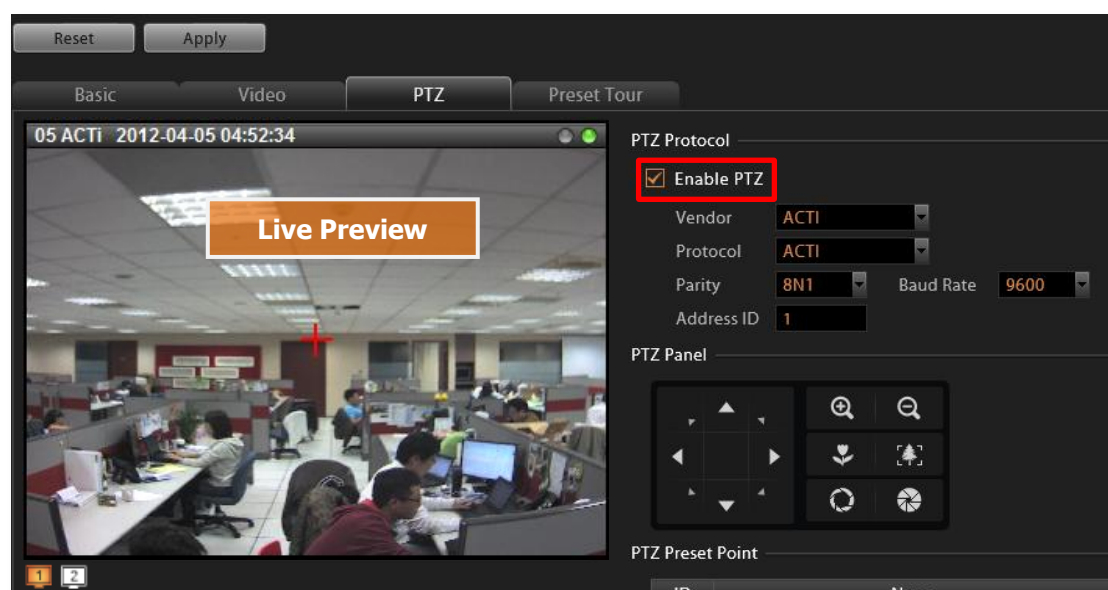 Reset Apply
Basic Video PTZ Preset Tour
05 ACTi 2012-04-05 04:52:34
Live Preview
PTZ Protocol
Enable PTZ
Vendor ACTI
Protocol ACTI
Parity 8N1 Baud Rate 9600
Address ID 1
PTZ Panel
PTZ Preset Point
1 2